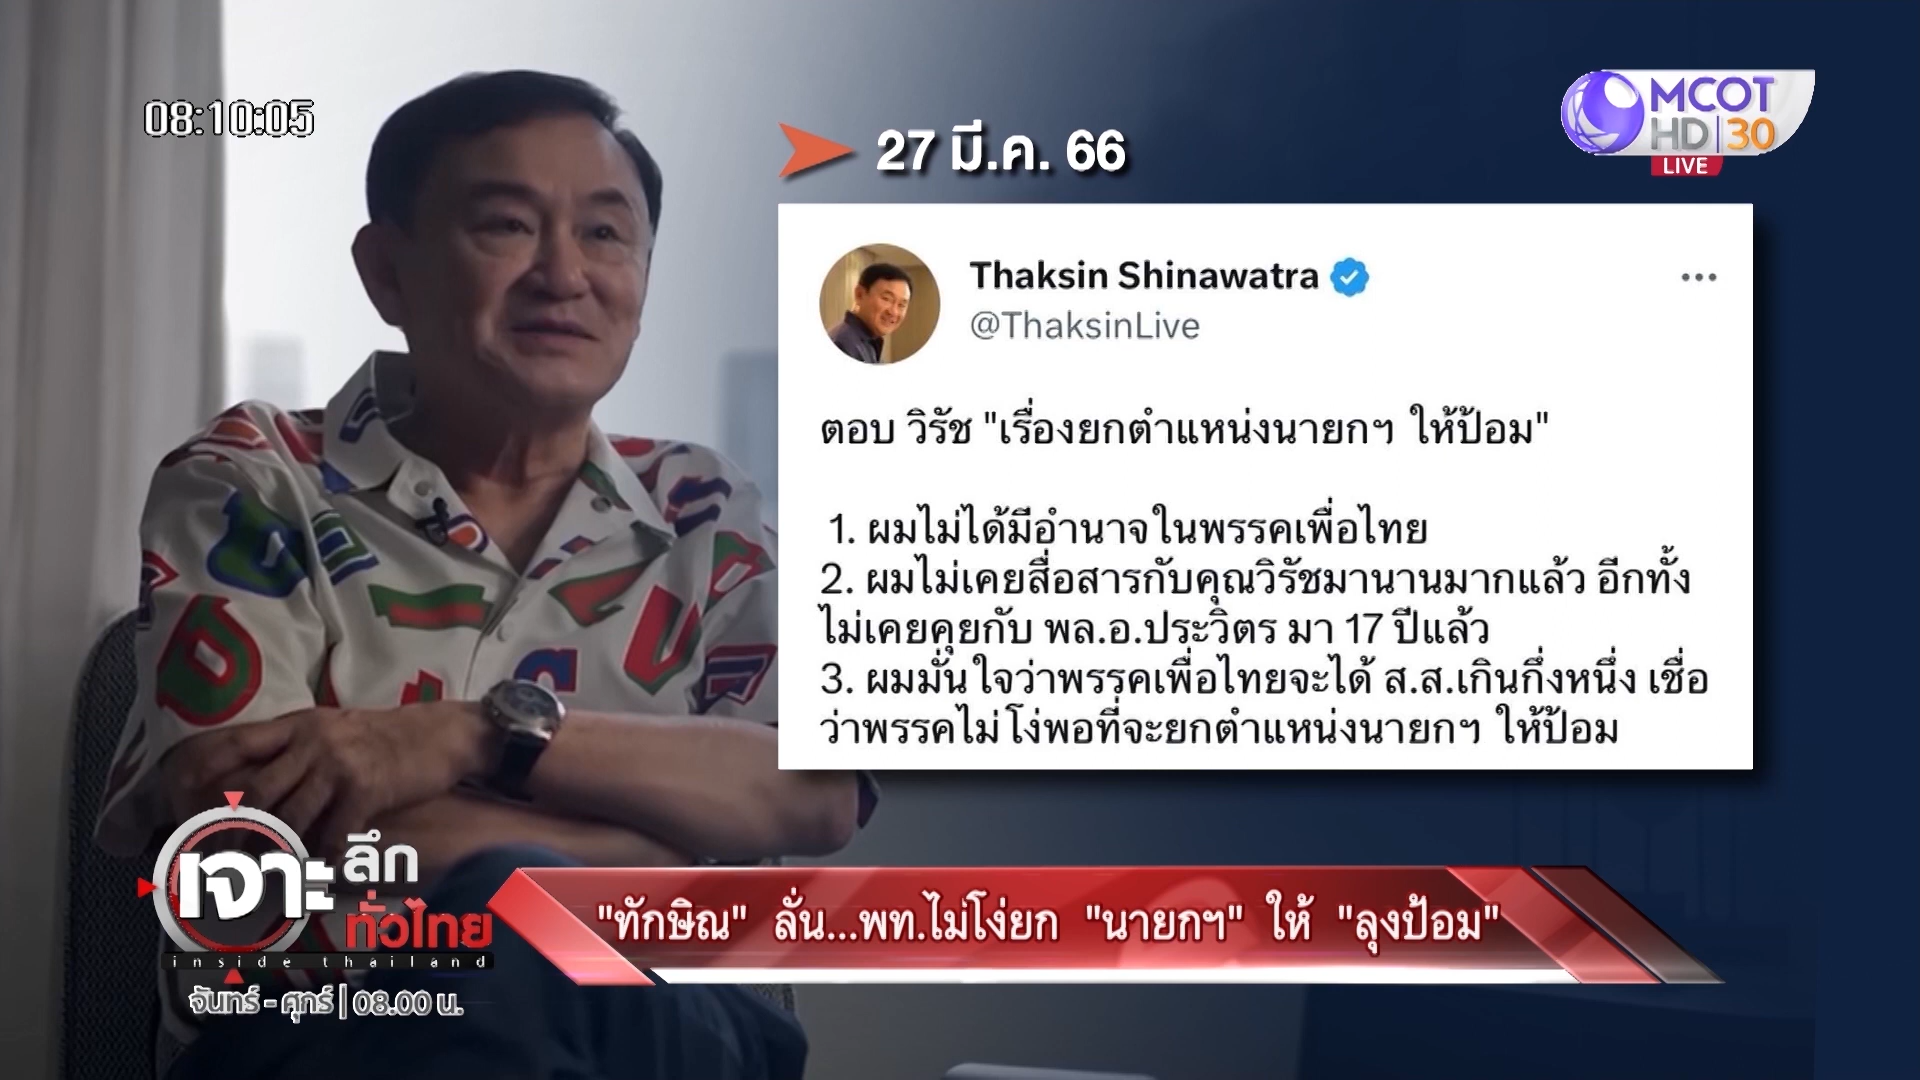 08:10:05
27 มี.ค. 66
MCOT
HD 30
LIVE
Thaksin Shinawatra
@ThaksinLive
ตอบ วิรัช "เรื่องยกตำแหน่งนายกฯ ให้ป้อม"
1. ผมไม่ได้มีอำนาจในพรรคเพื่อไทย
2. ผมไม่เคยสื่อสารกับคุณวิรัชมานานมากแล้ว อีกทั้ง
ไม่เคยคุยกับ พล.อ.ประวิตร มา 17 ปีแล้ว
3. ผมมั่นใจว่าพรรคเพื่อไทยจะได้ ส.ส.เกินกึ่งหนึ่ง เชื่อ
ว่าพรรคไม่โง่พอที่จะยกตำแหน่งนายกฯ ให้ป้อม
เจาะลึก
ทั่วไทย
inside thailand
จันทร์ - ศุกร์ | 08.00 น.
"ทักษิณ" ลั่น...พท.ไม่โง่ยก "นายกฯ" ให้ "ลุงป้อม"